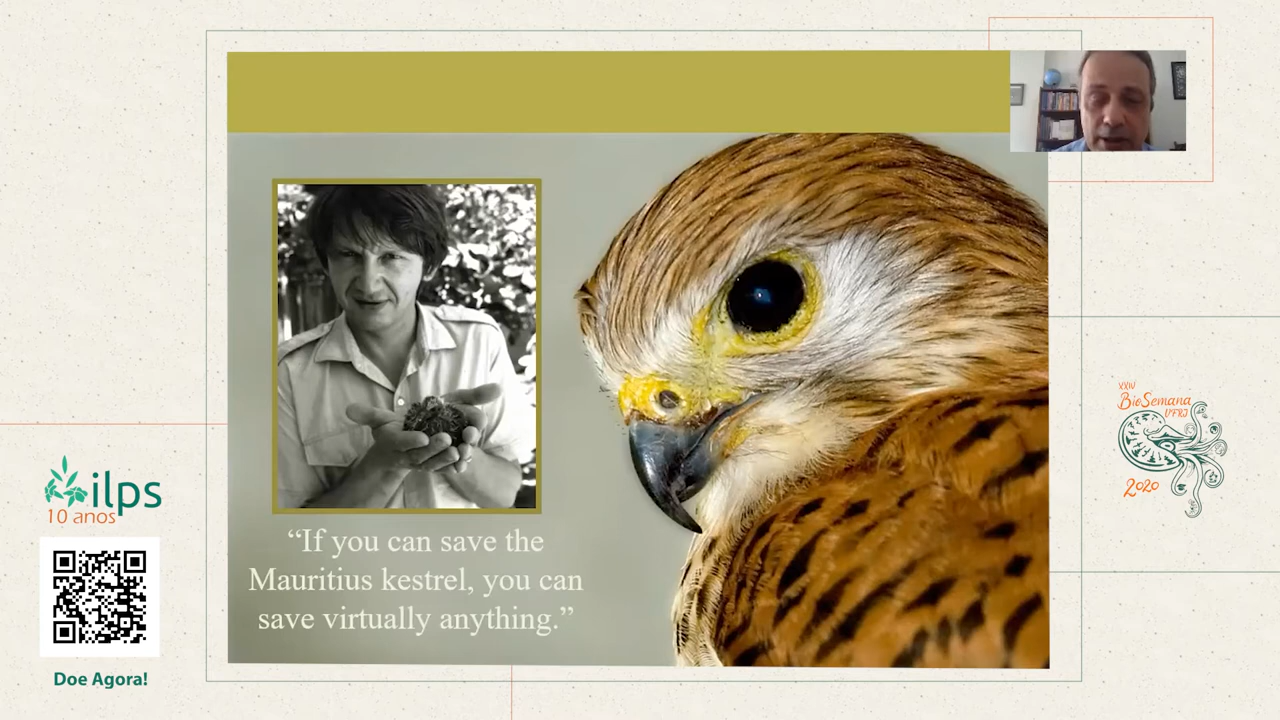 “If you can save the
Mauritius kestrel, you can
save virtually anything.”
ilps
10 anos
Doe Agora!
XXIV
BioSemana
UFRJ
2020